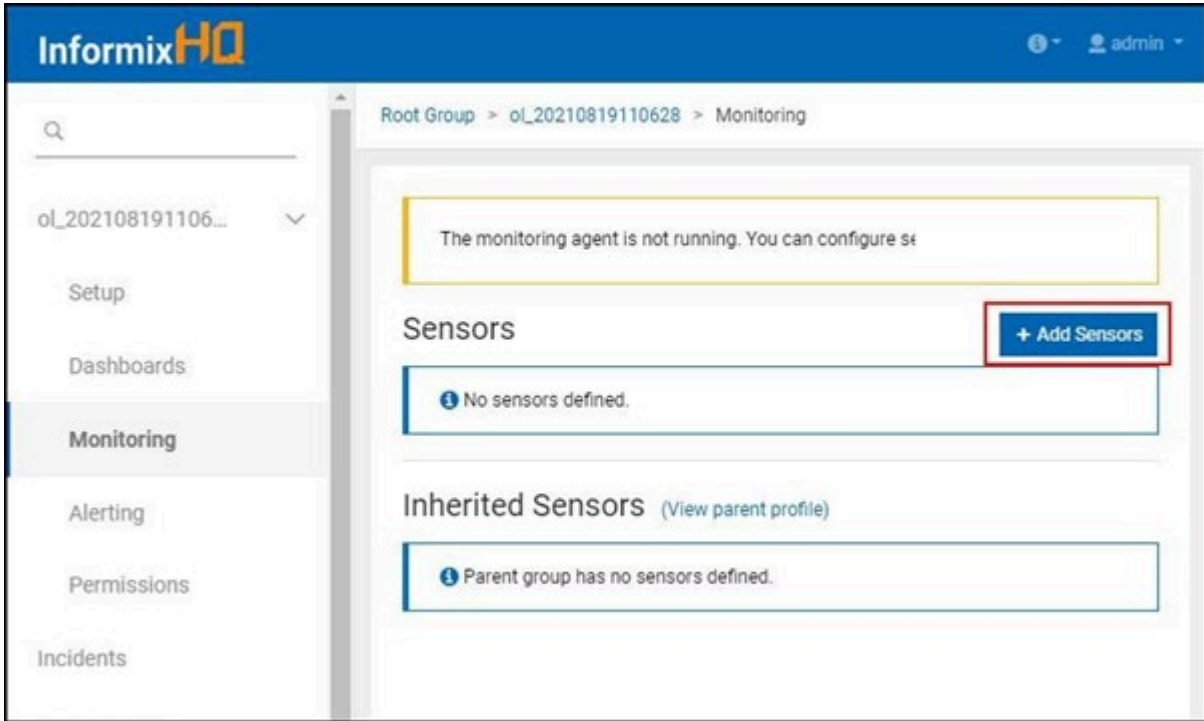 InformixHQ
admin
Root Group > ol_20210819110628 > Monitoring
ol_202108191106...
Setup
Dashboards
Monitoring
Alerting
Permissions
Incidents
The monitoring agent is not running. You can configure se
Sensors
+ Add Sensors
No sensors defined.
Inherited Sensors (View parent profile)
Parent group has no sensors defined.